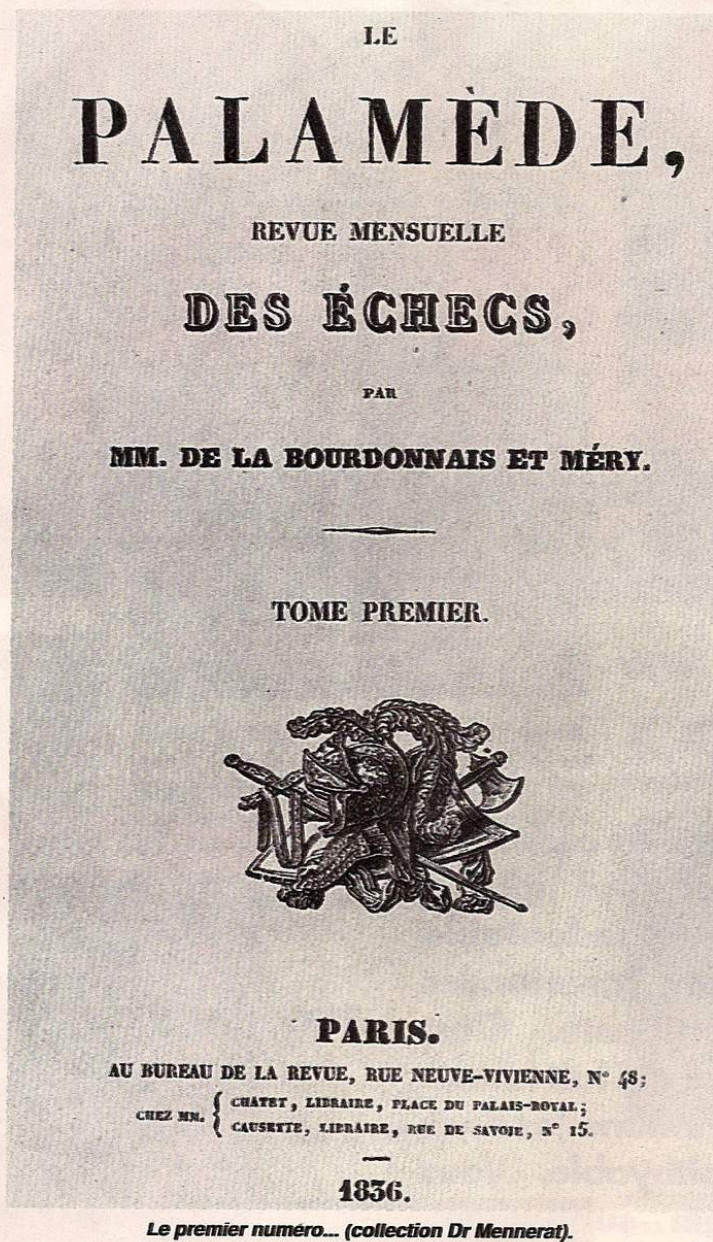 LE
PALAMÈDE,
REVUE MENSUELLE
DES ÉCHECS,
PAR
MM. DE LA BOURDONNAIS ET MÉRY.
TOME PREMIER.
PARIS.
AU BUREAU DE LA REVUE, RUE NEUVE-VIVIENNE, N° 48;
CHEZ MM. { CHATET, LIBRAIRE, PLACE DU PALAIS-ROYAL;
CAUSETTE, LIBRAIRE, RUE DE SAVOIE, N° 15.
1836.
Le premier numéro... (collection Dr Mennerat).